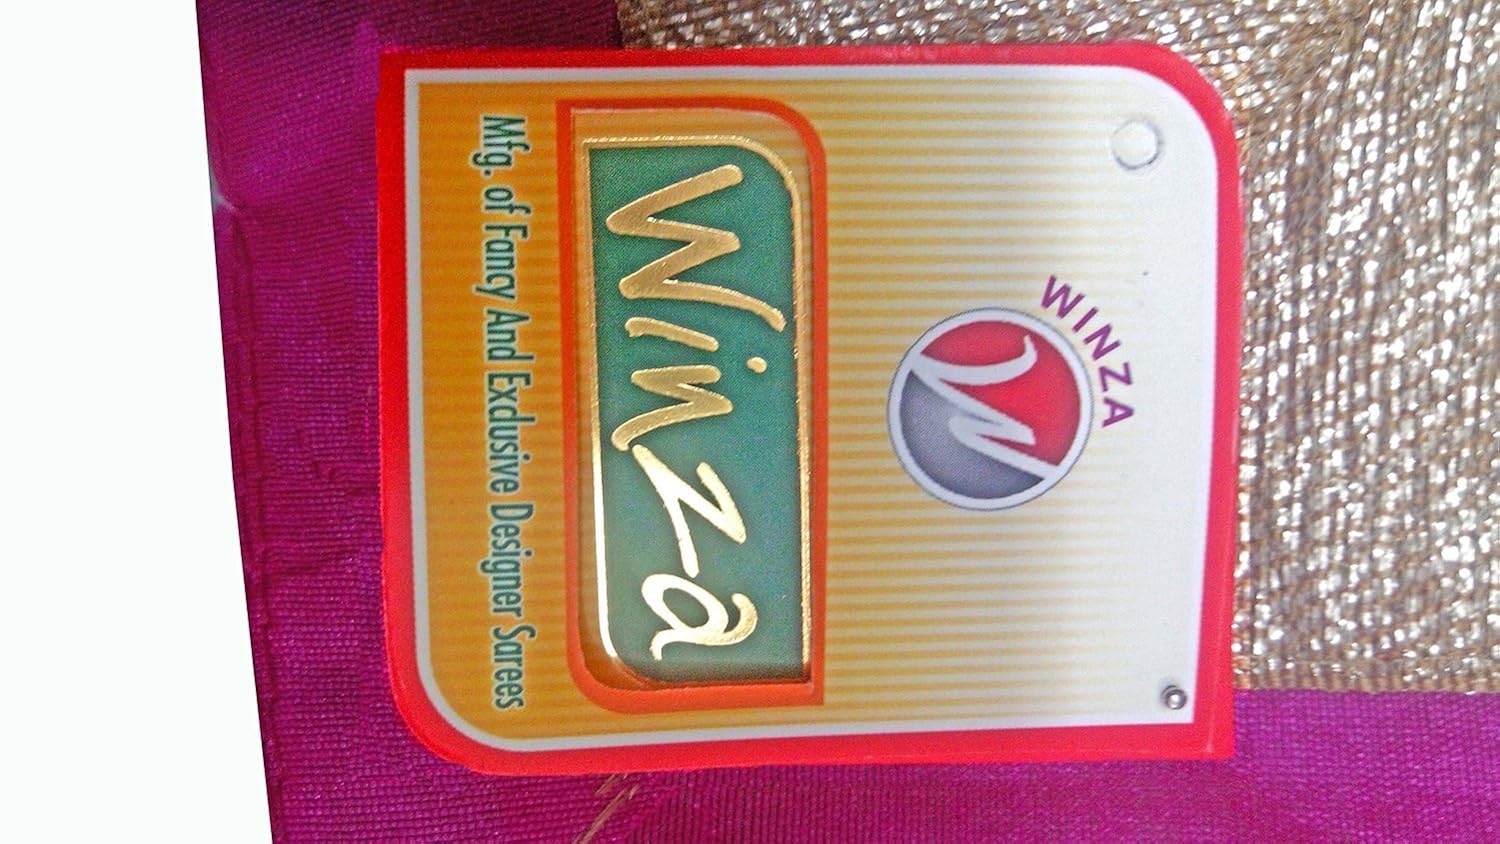 WINZA
Winza
Mfg. of Fancy And Exclusive Designer Sarees